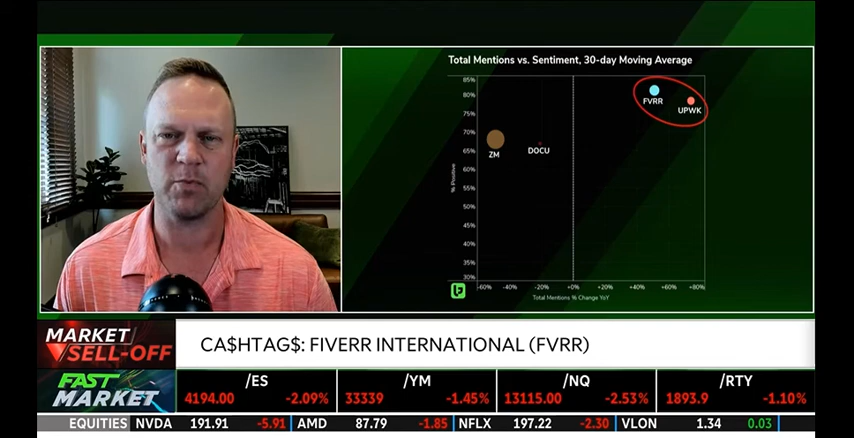 Total Mentions vs. Sentiment, 30-day Moving Average
85%
80%
75%
70%
65%
60%
55%
50%
45%
40%
35%
30%
% Positive
FVRR
UPWK
ZM
DOCU
-60% -40% -20% +0% +20% +40% +60% +80%
Total Mentions % Change YoY
MARKET
SELL-OFF
CA$HTAG$: FIVERR INTERNATIONAL (FVRR)
FAST
MARKET
/ES
4194.00 -2.09%
/YM
33339 -1.45%
/NQ
13115.00 -2.53%
/RTY
1893.9 -1.10%
EQUITIES NVDA 191.91 -5.91 AMD 87.79 -1.85 NFLX 197.22 -2.30 VLON 1.34 0.03